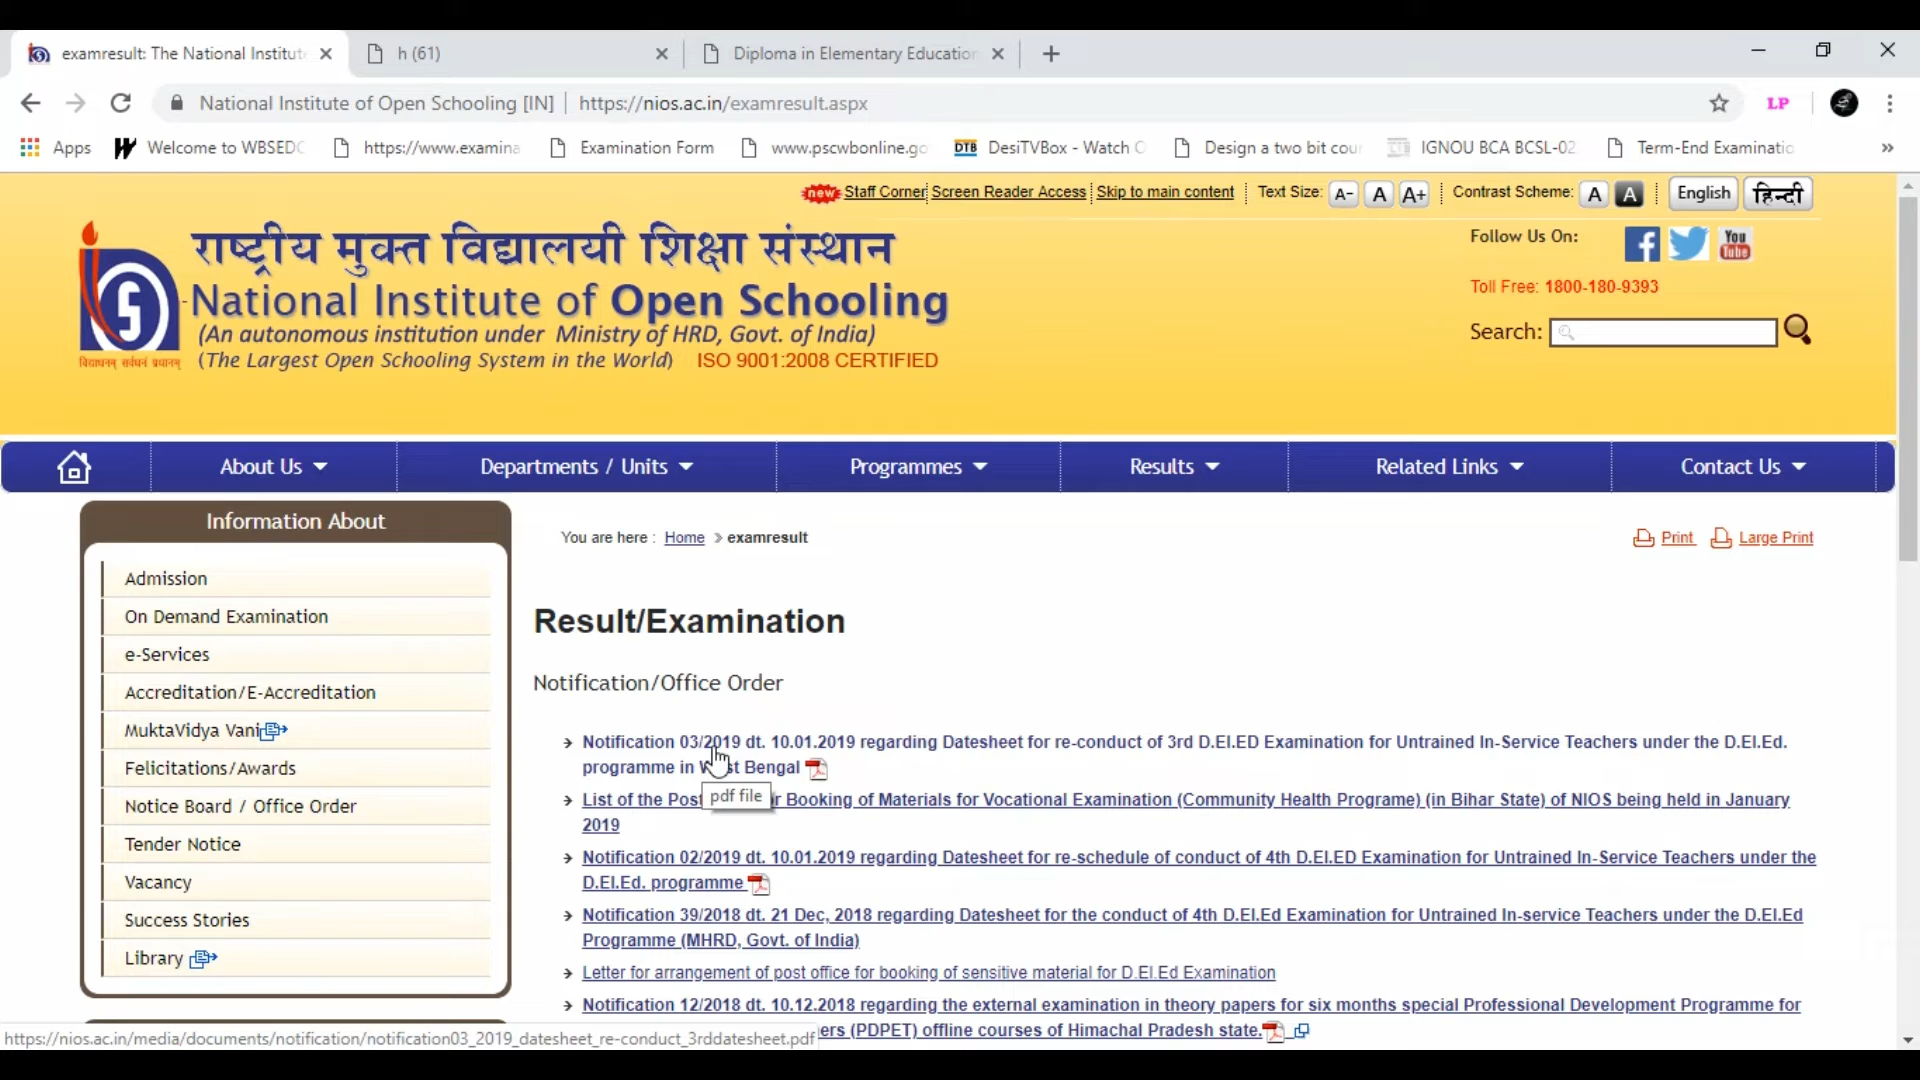 examresult: The National Institute
h (61)
Diploma in Elementary Education
National Institute of Open Schooling [IN] | https://nios.ac.in/examresult.aspx
LP
Apps
Welcome to WBSEDC
https://www.examina
Examination Form
www.pscwbonline.go
DTB DesiTVBox - Watch O
Design a two bit cou
IGNOU BCA BCSL-02
Term-End Examinatio
»
new Staff Corner Screen Reader Access Skip to main content Text Size: A- A A+ Contrast Scheme: A A English हिन्दी
राष्ट्रीय मुक्त विद्यालयी शिक्षा संस्थान
National Institute of Open Schooling
(An autonomous institution under Ministry of HRD, Govt. of India)
(The Largest Open Schooling System in the World) ISO 9001:2008 CERTIFIED
विद्याधनम् सर्वधनं प्रधानम्
Follow Us On: You Tube
Toll Free: 1800-180-9393
Search:
About Us Departments / Units Programmes Results Related Links Contact Us
Information About
Admission
On Demand Examination
e-Services
Accreditation/E-Accreditation
MuktaVidya Vani
Felicitations/Awards
Notice Board / Office Order
Tender Notice
Vacancy
Success Stories
Library
You are here : Home » examresult
Print Large Print
Result/Examination
Notification/Office Order
Notification 03/2019 dt. 10.01.2019 regarding Datesheet for re-conduct of 3rd D.El.ED Examination for Untrained In-Service Teachers under the D.El.Ed.
programme in West Bengal
pdf file
List of the Post r Booking of Materials for Vocational Examination (Community Health Programe) (in Bihar State) of NIOS being held in January
2019
Notification 02/2019 dt. 10.01.2019 regarding Datesheet for re-schedule of conduct of 4th D.El.ED Examination for Untrained In-Service Teachers under the
D.El.Ed. programme
Notification 39/2018 dt. 21 Dec, 2018 regarding Datesheet for the conduct of 4th D.El.Ed Examination for Untrained In-service Teachers under the D.El.Ed
Programme (MHRD, Govt. of India)
Letter for arrangement of post office for booking of sensitive material for D.El.Ed Examination
Notification 12/2018 dt. 10.12.2018 regarding the external examination in theory papers for six months special Professional Development Programme for
ers (PDPET) offline courses of Himachal Pradesh state.
https://nios.ac.in/media/documents/notification/notification03_2019_datesheet_re-conduct_3rddatesheet.pdf